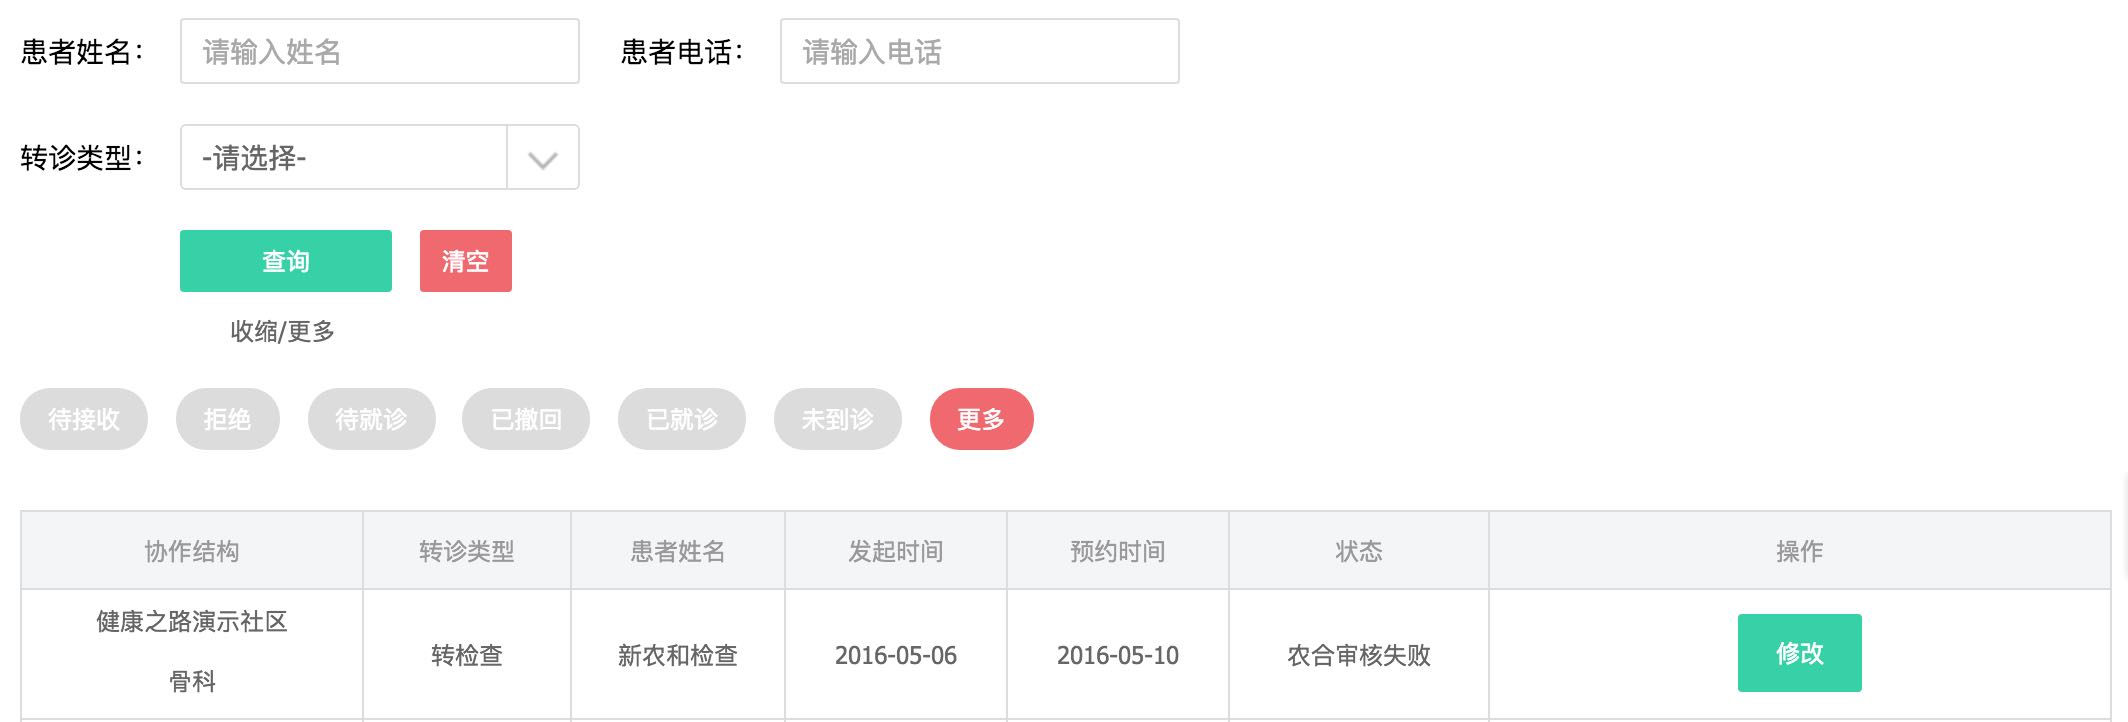 患者姓名： 请输入姓名 患者电话： 请输入电话
转诊类型： -请选择-
查询 清空
收缩/更多
待接收 拒绝 待就诊 已撤回 已就诊 未到诊 更多
协作结构 转诊类型 患者姓名 发起时间 预约时间 状态 操作
健康之路演示社区
骨科
转检查 新农和检查 2016-05-06 2016-05-10 农合审核失败 修改